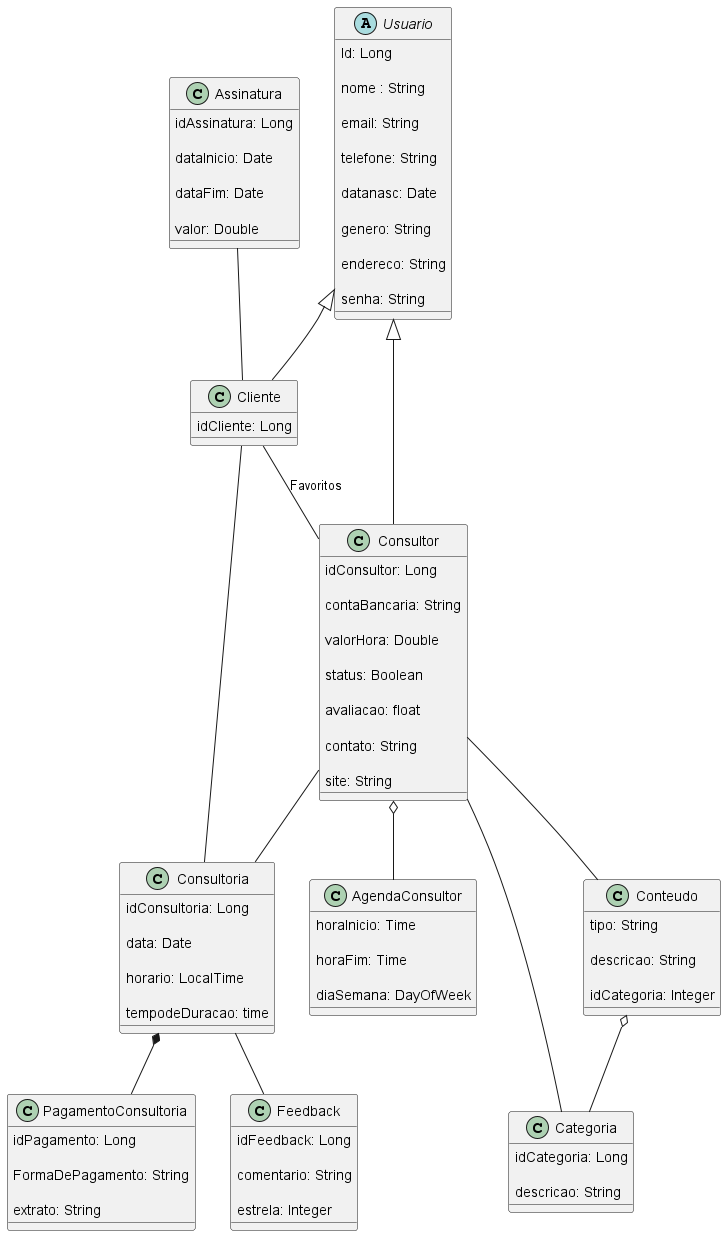 A Usuario
Id: Long
nome : String
email: String
telefone: String
datanasc: Date
genero: String
endereco: String
senha: String
C Assinatura
idAssinatura: Long
dataInicio: Date
dataFim: Date
valor: Double
C Cliente
idCliente: Long
Favoritos
C Consultor
idConsultor: Long
contaBancaria: String
valorHora: Double
status: Boolean
avaliacao: float
contato: String
site: String
C Consultoria
idConsultoria: Long
data: Date
horario: LocalTime
tempodeDuracao: time
C AgendaConsultor
horaInicio: Time
horaFim: Time
diaSemana: DayOfWeek
C Conteudo
tipo: String
descricao: String
idCategoria: Integer
C PagamentoConsultoria
idPagamento: Long
FormaDePagamento: String
extrato: String
C Feedback
idFeedback: Long
comentario: String
estrela: Integer
C Categoria
idCategoria: Long
descricao: String